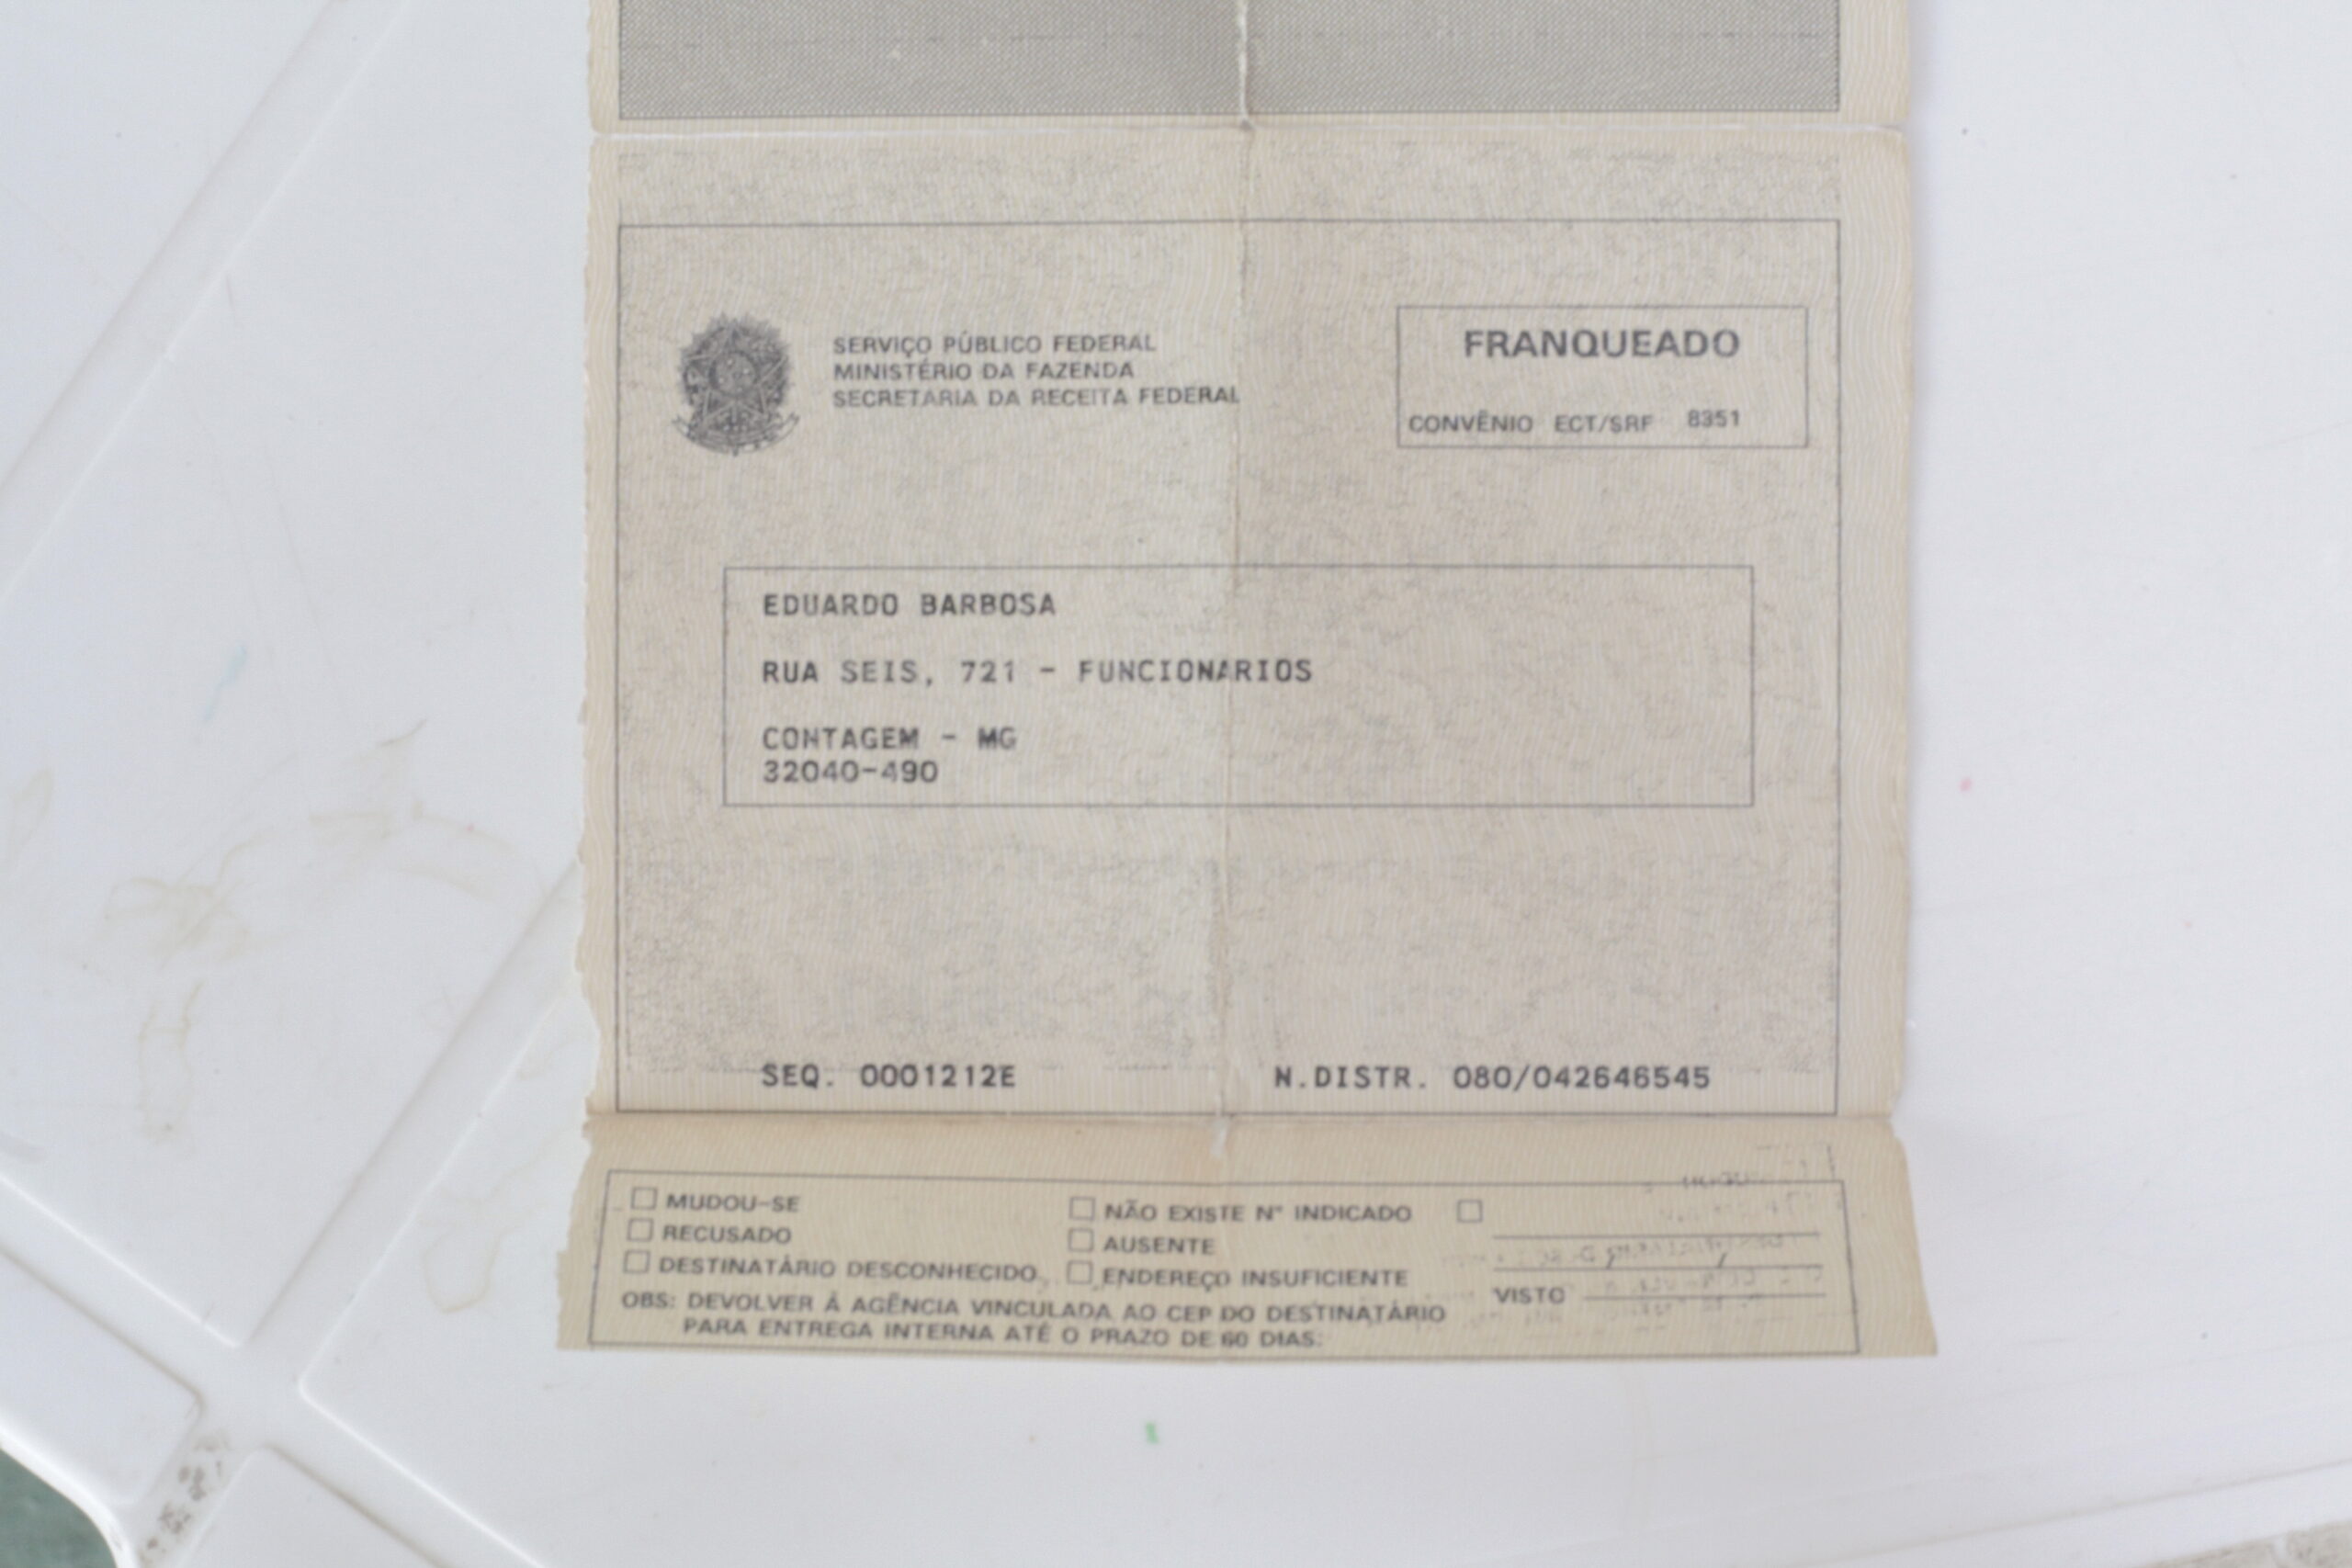 SERVIÇO PÚBLICO FEDERAL
MINISTÉRIO DA FAZENDA
SECRETARIA DA RECEITA FEDERAL
FRANQUEADO
CONVÊNIO ECT/SRF 8351
EDUARDO BARBOSA
RUA SEIS, 721 - FUNCIONARIOS
CONTAGEM - MG
32040-490
SEQ. 0001212E
N.DISTR. 080/042646545
MUDOU-SE
RECUSADO
DESTINATÁRIO DESCONHECIDO
NÃO EXISTE Nº INDICADO
AUSENTE
ENDEREÇO INSUFICIENTE
VISTO
OBS: DEVOLVER À AGÊNCIA VINCULADA AO CEP DO DESTINATÁRIO
PARA ENTREGA INTERNA ATÉ O PRAZO DE 60 DIAS.